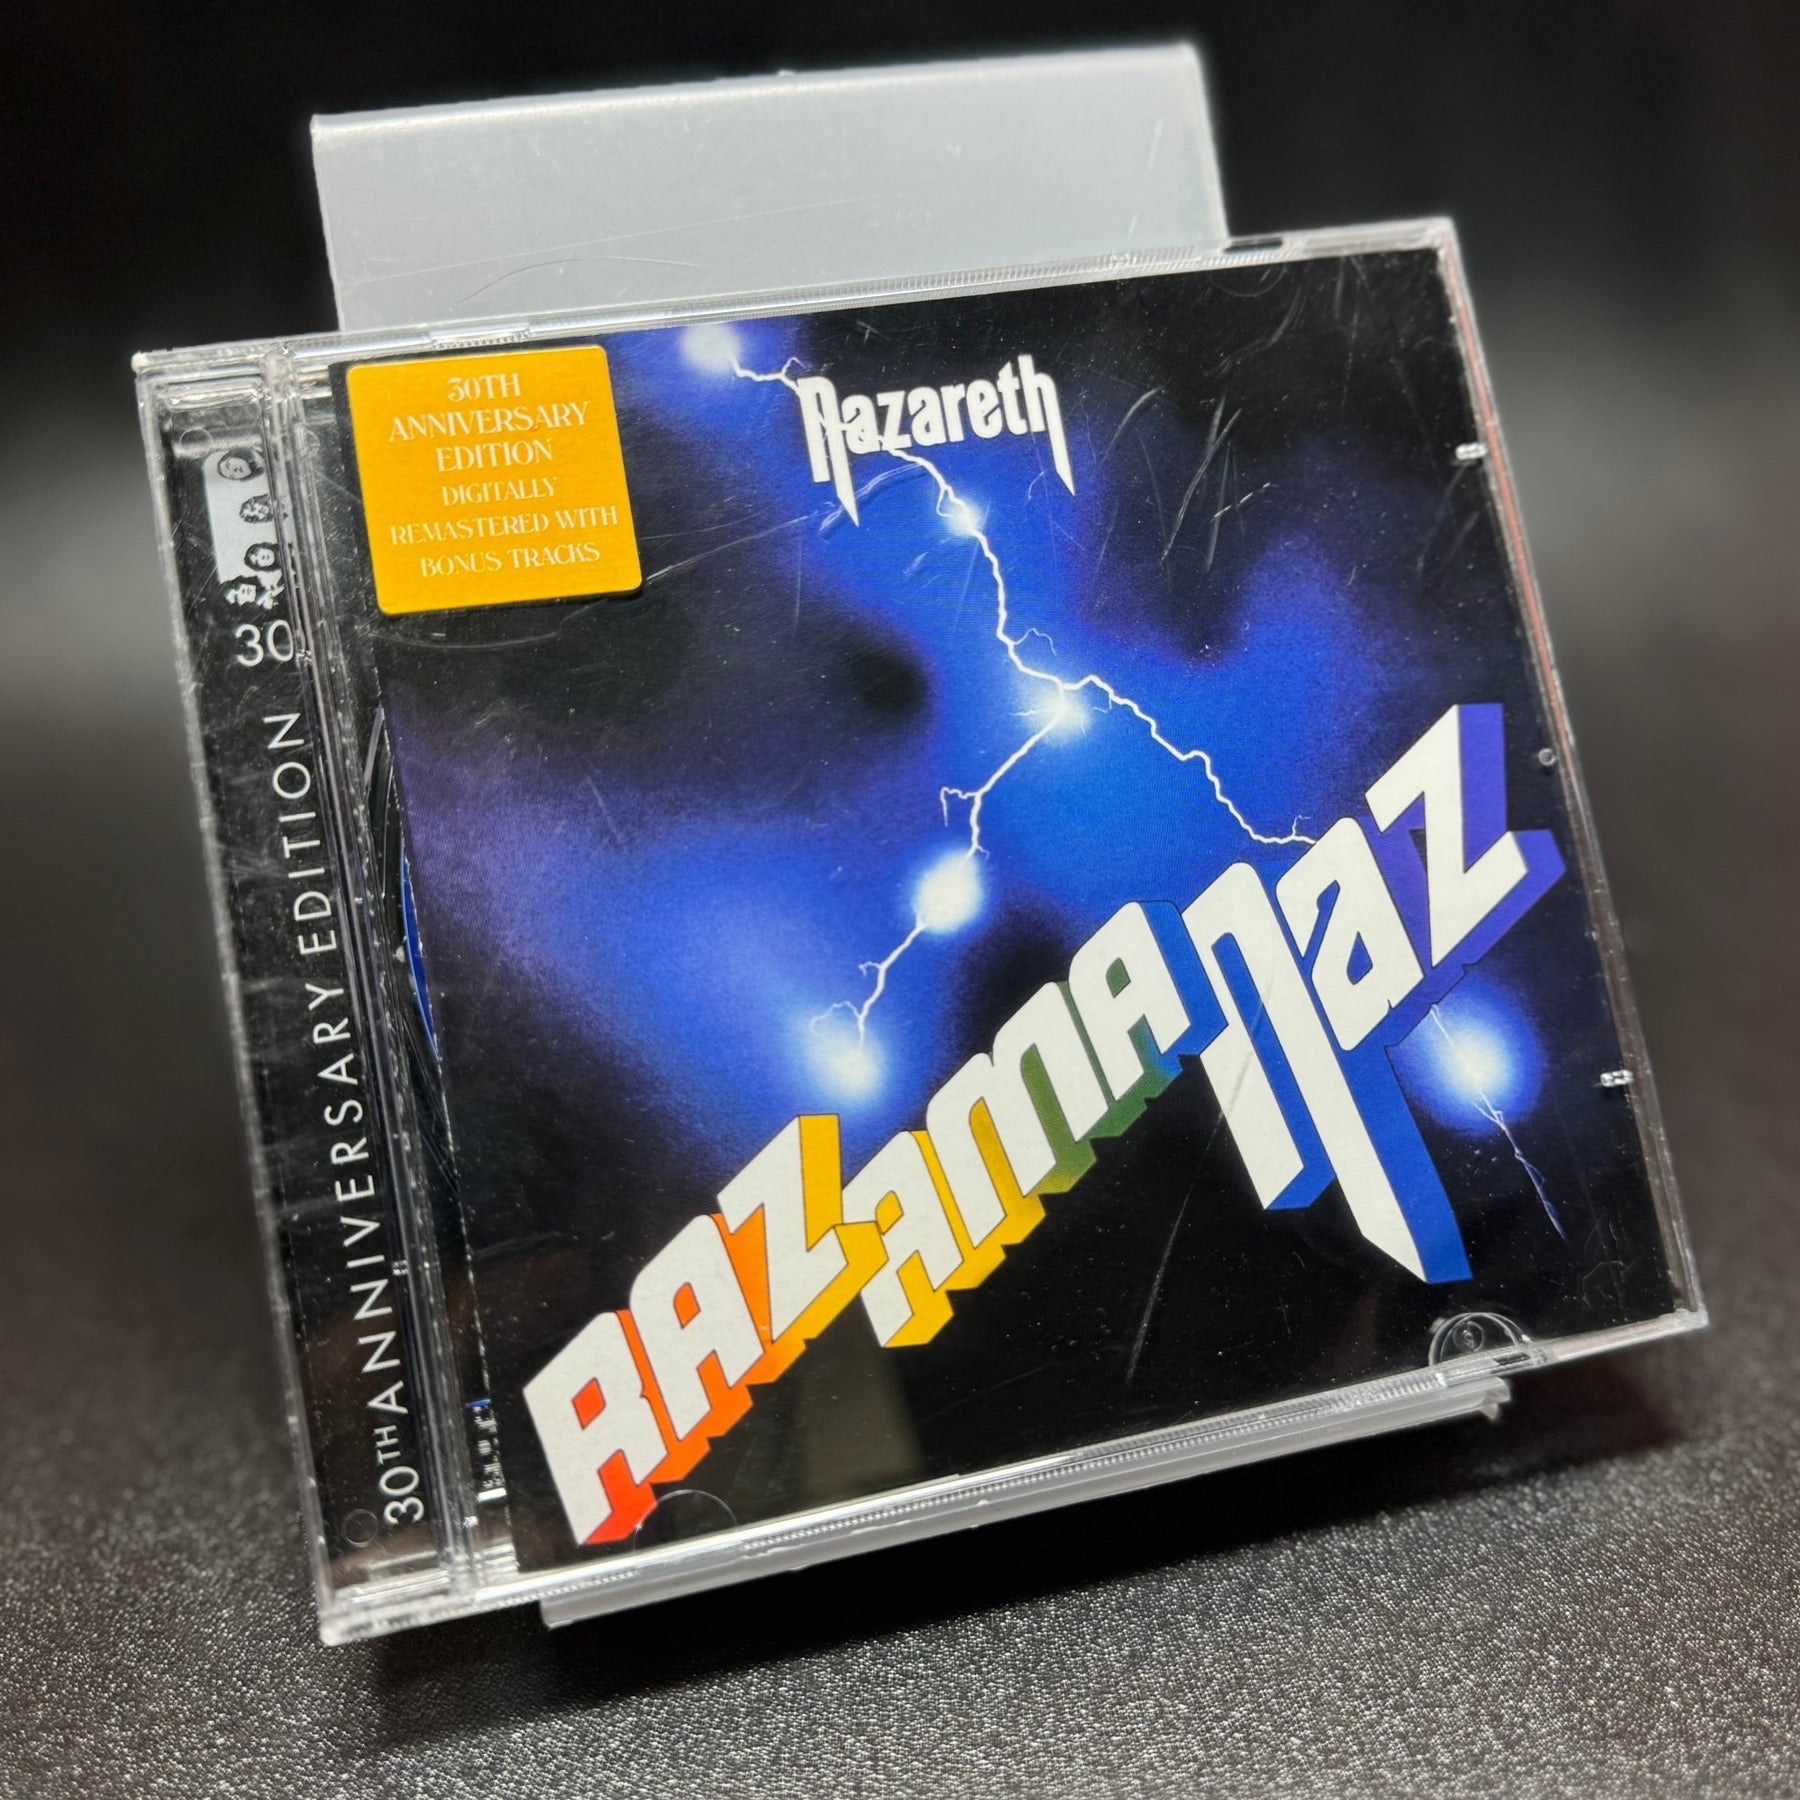 30TH
ANNIVERSARY
EDITION
DIGITALLY
REMASTERED WITH
BONUS TRACKS
nazareth
RAZAMANAZ
30
30TH ANNIVERSARY EDITION